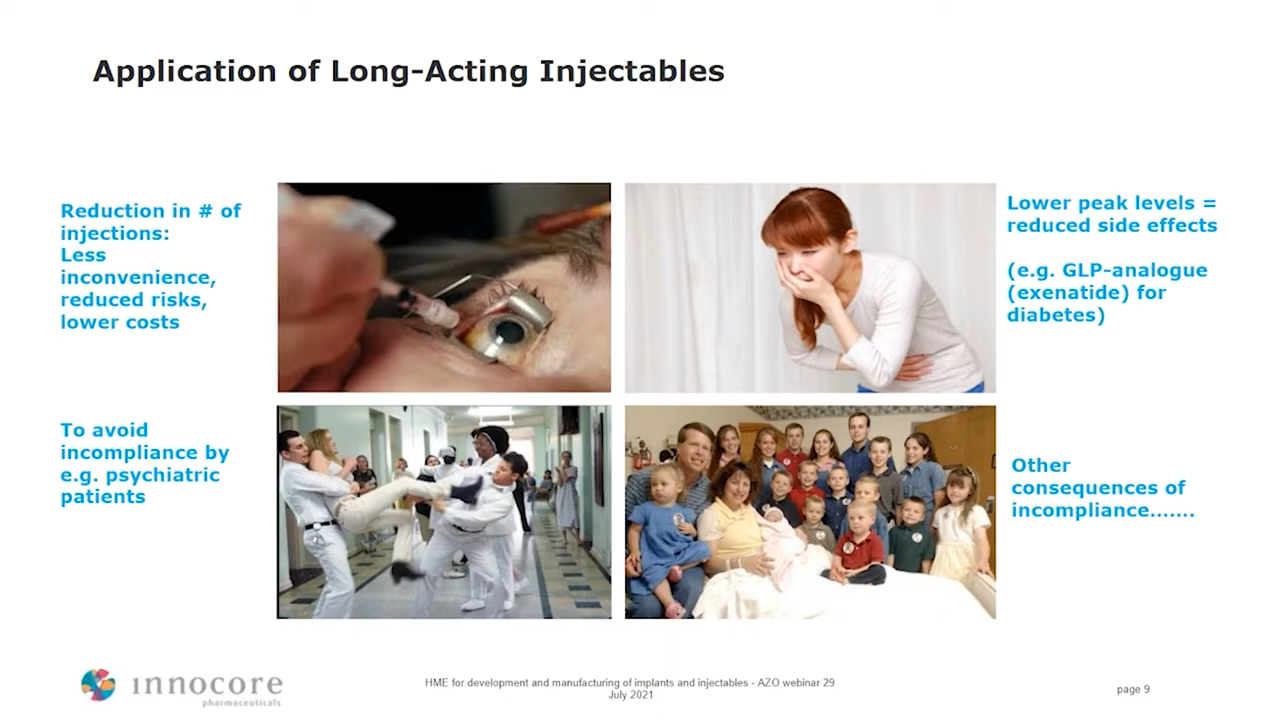 Application of Long-Acting Injectables
Reduction in # of
injections:
Less
inconvenience,
reduced risks,
lower costs
Lower peak levels =
reduced side effects
(e.g. GLP-analogue
(exenatide) for
diabetes)
To avoid
incompliance by
e.g. psychiatric
patients
Other
consequences of
incompliance.......
innocore
pharmaceuticals
HME for development and manufacturing of implants and injectables - AZO webinar 29
July 2021
page 9